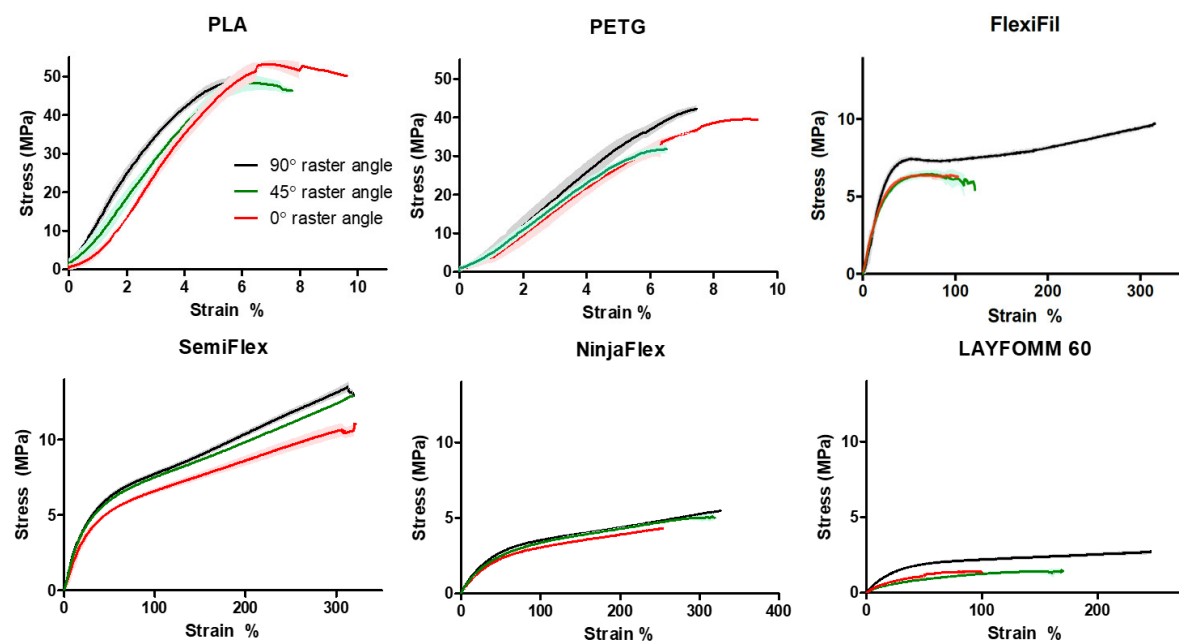 PLA
Stress (MPa)
50
40
30
20
10
0
0 2 4 6 8 10
Strain %
90° raster angle
45° raster angle
0° raster angle
PETG
Stress (MPa)
50
40
30
20
10
0
0 2 4 6 8 10
Strain %
FlexiFil
Stress (MPa)
10
5
0
0 100 200 300
Strain %
SemiFlex
Stress (MPa)
10
5
0
0 100 200 300
Strain %
NinjaFlex
Stress (MPa)
10
5
0
0 100 200 300 400
Strain %
LAYFOMM 60
Stress (MPa)
10
5
0
0 100 200
Strain %